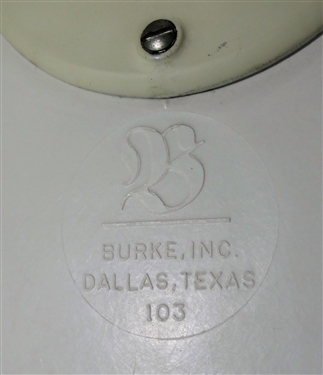 B
BURKE, INC.
DALLAS, TEXAS
103